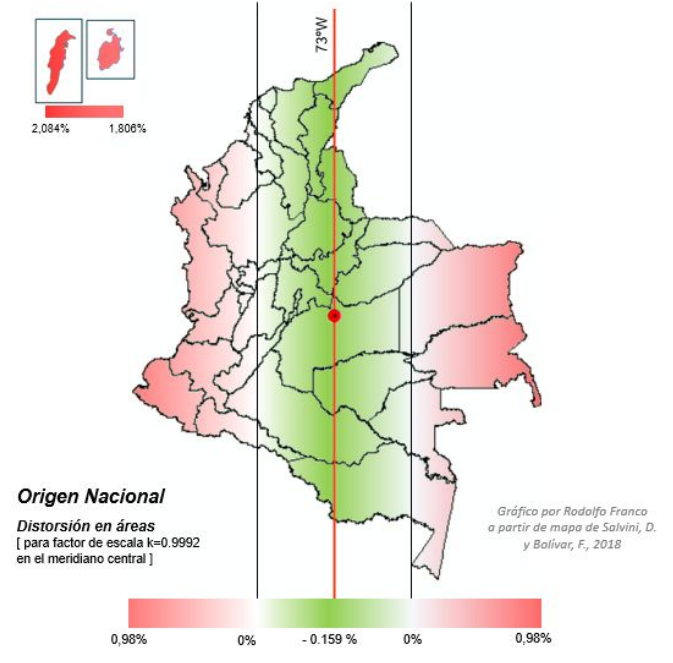 73°W
2,084% 1,806%
Origen Nacional
Distorsión en áreas
[ para factor de escala k=0.9992
en el meridiano central ]
Gráfico por Rodolfo Franco
a partir de mapa de Salvini, D.
y Bolívar, F., 2018
0,98% 0% - 0.159 % 0% 0,98%